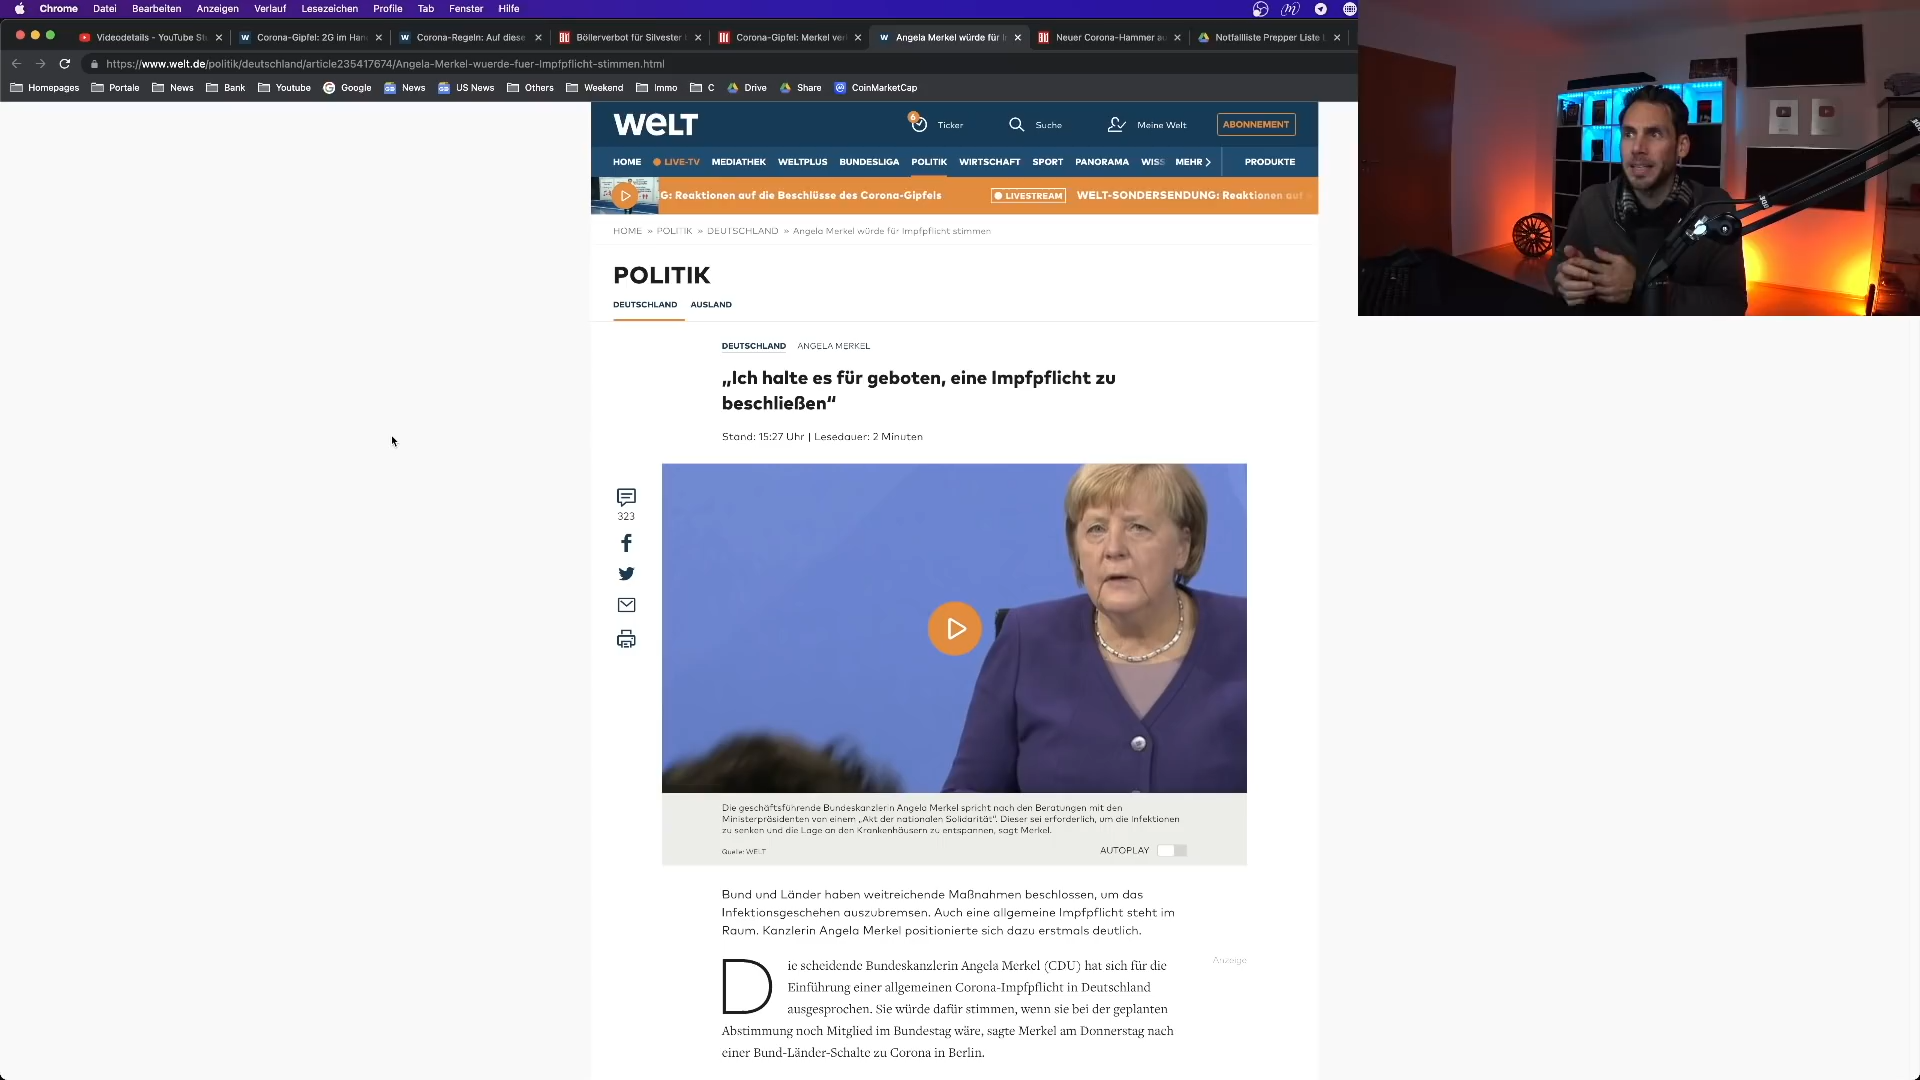 Chrome Datei Bearbeiten Anzeigen Verlauf Lesezeichen Profile Tab Fenster Hilfe
Videodetails - YouTube St Corona-Gipfel: 2G im Han Corona-Regeln: Auf diese Böllerverbot für Silvester Corona-Gipfel: Merkel ver Angela Merkel würde für I Neuer Corona-Hammer au Notfallliste Prepper Liste
https://www.welt.de/politik/deutschland/article235417674/Angela-Merkel-wuerde-fuer-Impfpflicht-stimmen.html
Homepages Portale News Bank Youtube Google News US News Others Weekend Immo C Drive Share CoinMarketCap
WELT
6 Ticker Suche Meine Welt ABONNEMENT
HOME LIVE-TV MEDIATHEK WELTPLUS BUNDESLIGA POLITIK WIRTSCHAFT SPORT PANORAMA WISS MEHR PRODUKTE
G: Reaktionen auf die Beschlüsse des Corona-Gipfels LIVESTREAM WELT-SONDERSENDUNG: Reaktionen auf
HOME » POLITIK » DEUTSCHLAND » Angela Merkel würde für Impfpflicht stimmen
POLITIK
DEUTSCHLAND AUSLAND
DEUTSCHLAND ANGELA MERKEL
„Ich halte es für geboten, eine Impfpflicht zu
beschließen“
Stand: 15:27 Uhr | Lesedauer: 2 Minuten
323
Die geschäftsführende Bundeskanzlerin Angela Merkel spricht nach den Beratungen mit den
Ministerpräsidenten von einem „Akt der nationalen Solidarität“. Dieser sei erforderlich, um die Infektionen
zu senken und die Lage an den Krankenhäusern zu entspannen, sagt Merkel.
Quelle: WELT
AUTOPLAY
Bund und Länder haben weitreichende Maßnahmen beschlossen, um das
Infektionsgeschehen auszubremsen. Auch eine allgemeine Impfpflicht steht im
Raum. Kanzlerin Angela Merkel positionierte sich dazu erstmals deutlich.
Anzeige
Die scheidende Bundeskanzlerin Angela Merkel (CDU) hat sich für die
Einführung einer allgemeinen Corona-Impfpflicht in Deutschland
ausgesprochen. Sie würde dafür stimmen, wenn sie bei der geplanten
Abstimmung noch Mitglied im Bundestag wäre, sagte Merkel am Donnerstag nach
einer Bund-Länder-Schalte zu Corona in Berlin.